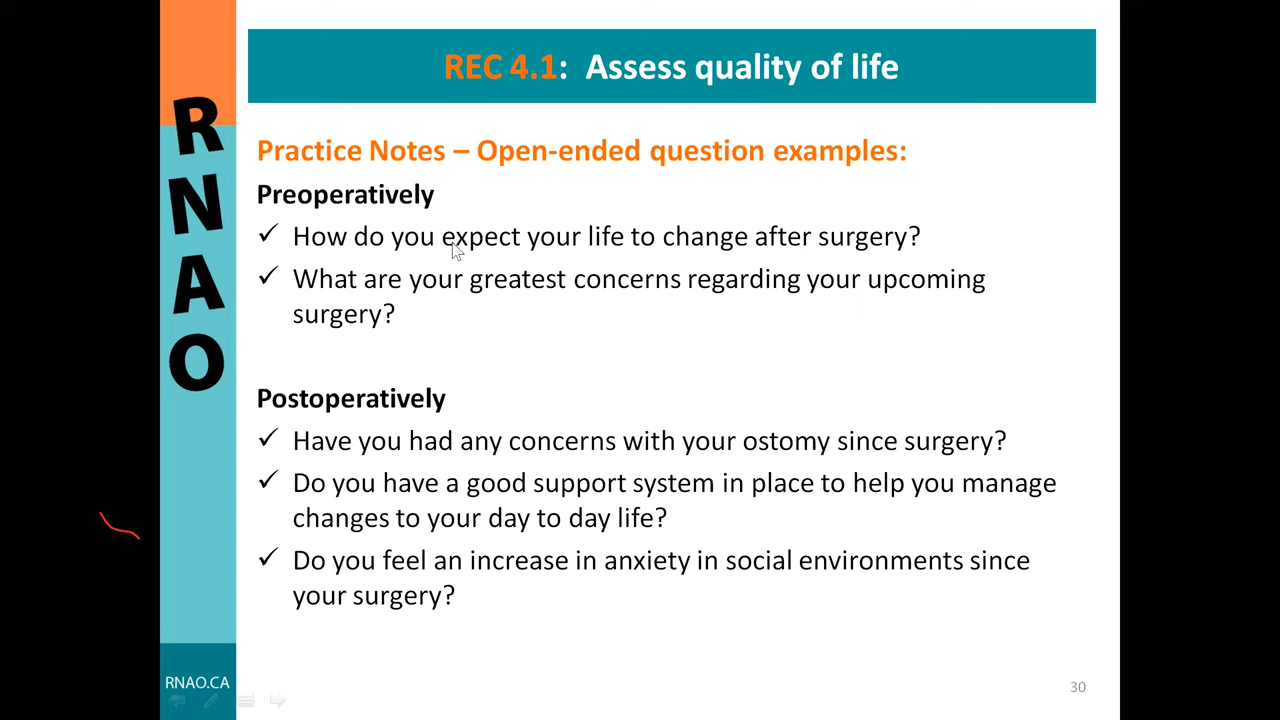 REC 4.1: Assess quality of life
RNAO
Practice Notes – Open-ended question examples:
Preoperatively
✓ How do you expect your life to change after surgery?
✓ What are your greatest concerns regarding your upcoming
surgery?
Postoperatively
✓ Have you had any concerns with your ostomy since surgery?
✓ Do you have a good support system in place to help you manage
changes to your day to day life?
✓ Do you feel an increase in anxiety in social environments since
your surgery?
RNAO.CA
30